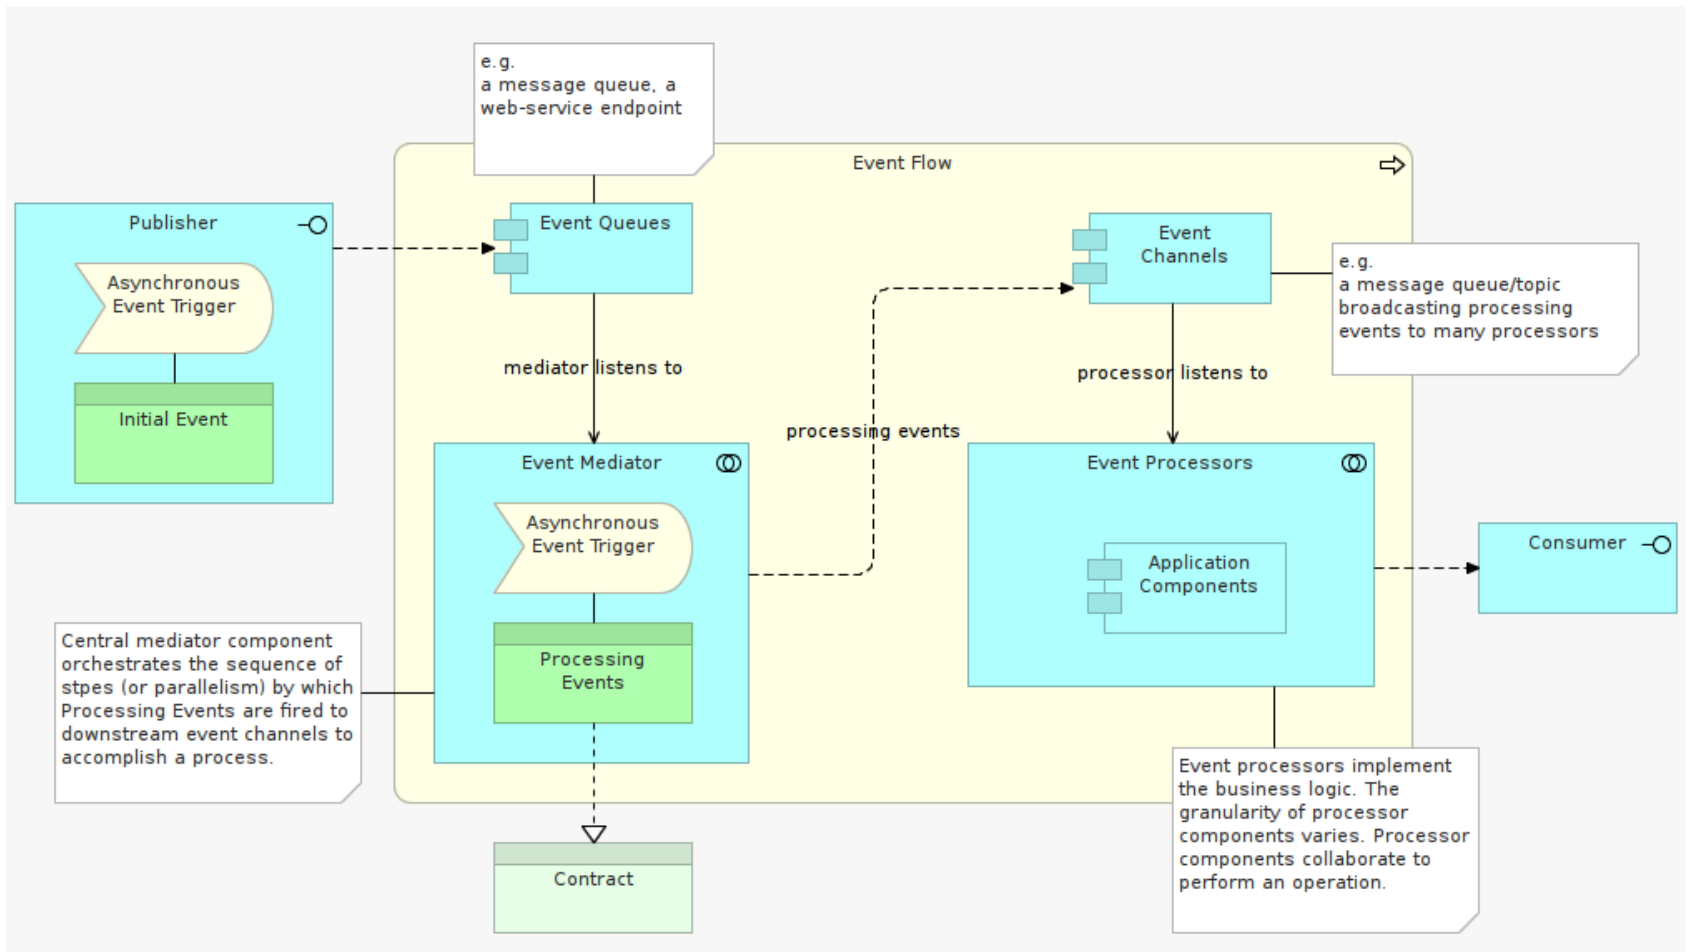 e.g.
a message queue, a
web-service endpoint
Event Flow
Publisher
Asynchronous
Event Trigger
Initial Event
Event Queues
Event
Channels
e.g.
a message queue/topic
broadcasting processing
events to many processors
mediator listens to
processor listens to
processing events
Event Mediator
Asynchronous
Event Trigger
Processing
Events
Event Processors
Application
Components
Consumer
Central mediator component
orchestrates the sequence of
stpes (or parallelism) by which
Processing Events are fired to
downstream event channels to
accomplish a process.
Event processors implement
the business logic. The
granularity of processor
components varies. Processor
components collaborate to
perform an operation.
Contract